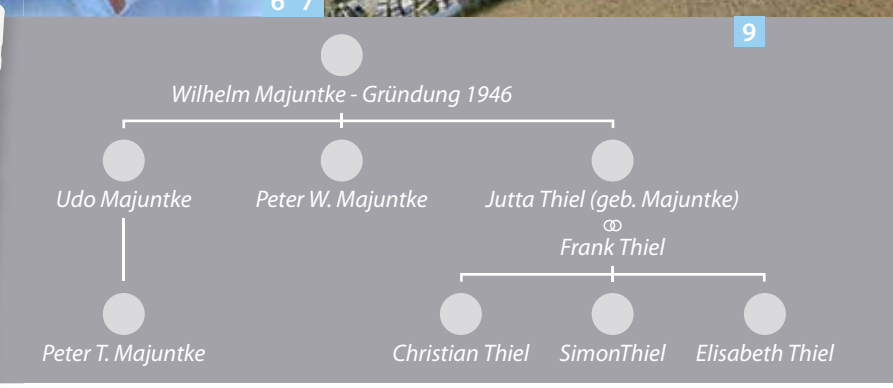 6 7
9
Wilhelm Majuntke - Gründung 1946
Udo Majuntke
Peter W. Majuntke
Jutta Thiel (geb. Majuntke)
Frank Thiel
Peter T. Majuntke
Christian Thiel
SimonThiel
Elisabeth Thiel